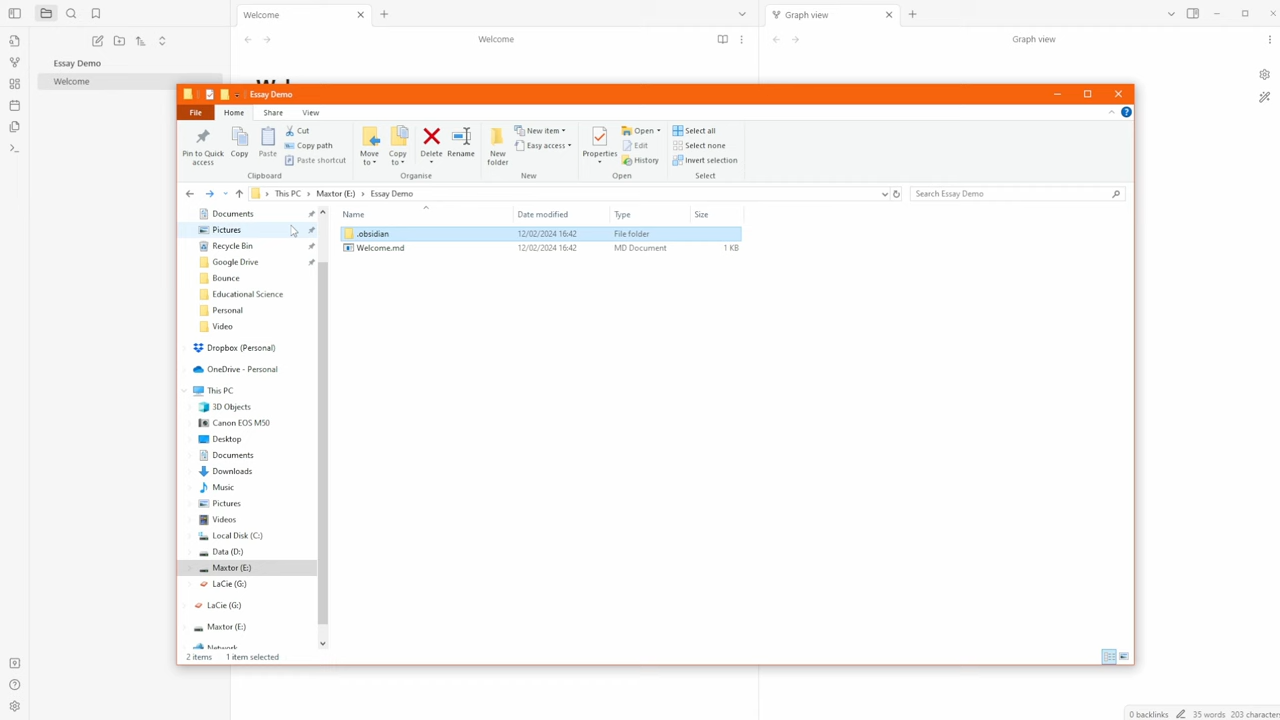 Welcome
Graph view
Welcome
Graph view
Essay Demo
Welcome
Essay Demo
File
Home
Share
View
Pin to Quick access
Copy
Paste
Cut
Copy path
Paste shortcut
Clipboard
Move to
Copy to
Delete
Rename
Organise
New folder
New item
Easy access
New
Properties
Open
Edit
History
Open
Select all
Select none
Invert selection
Select
This PC
Maxtor (E:)
Essay Demo
Search Essay Demo
Documents
Pictures
Recycle Bin
Google Drive
Bounce
Educational Science
Personal
Video
Dropbox (Personal)
OneDrive - Personal
This PC
3D Objects
Canon EOS M50
Desktop
Documents
Downloads
Music
Pictures
Videos
Local Disk (C:)
Data (D:)
Maxtor (E:)
LaCie (G:)
LaCie (G:)
Maxtor (E:)
Network
Name Date modified Type Size
.obsidian 12/02/2024 16:42 File folder
Welcome.md 12/02/2024 16:42 MD Document 1 KB
2 items 1 item selected
0 backlinks 35 words 203 character